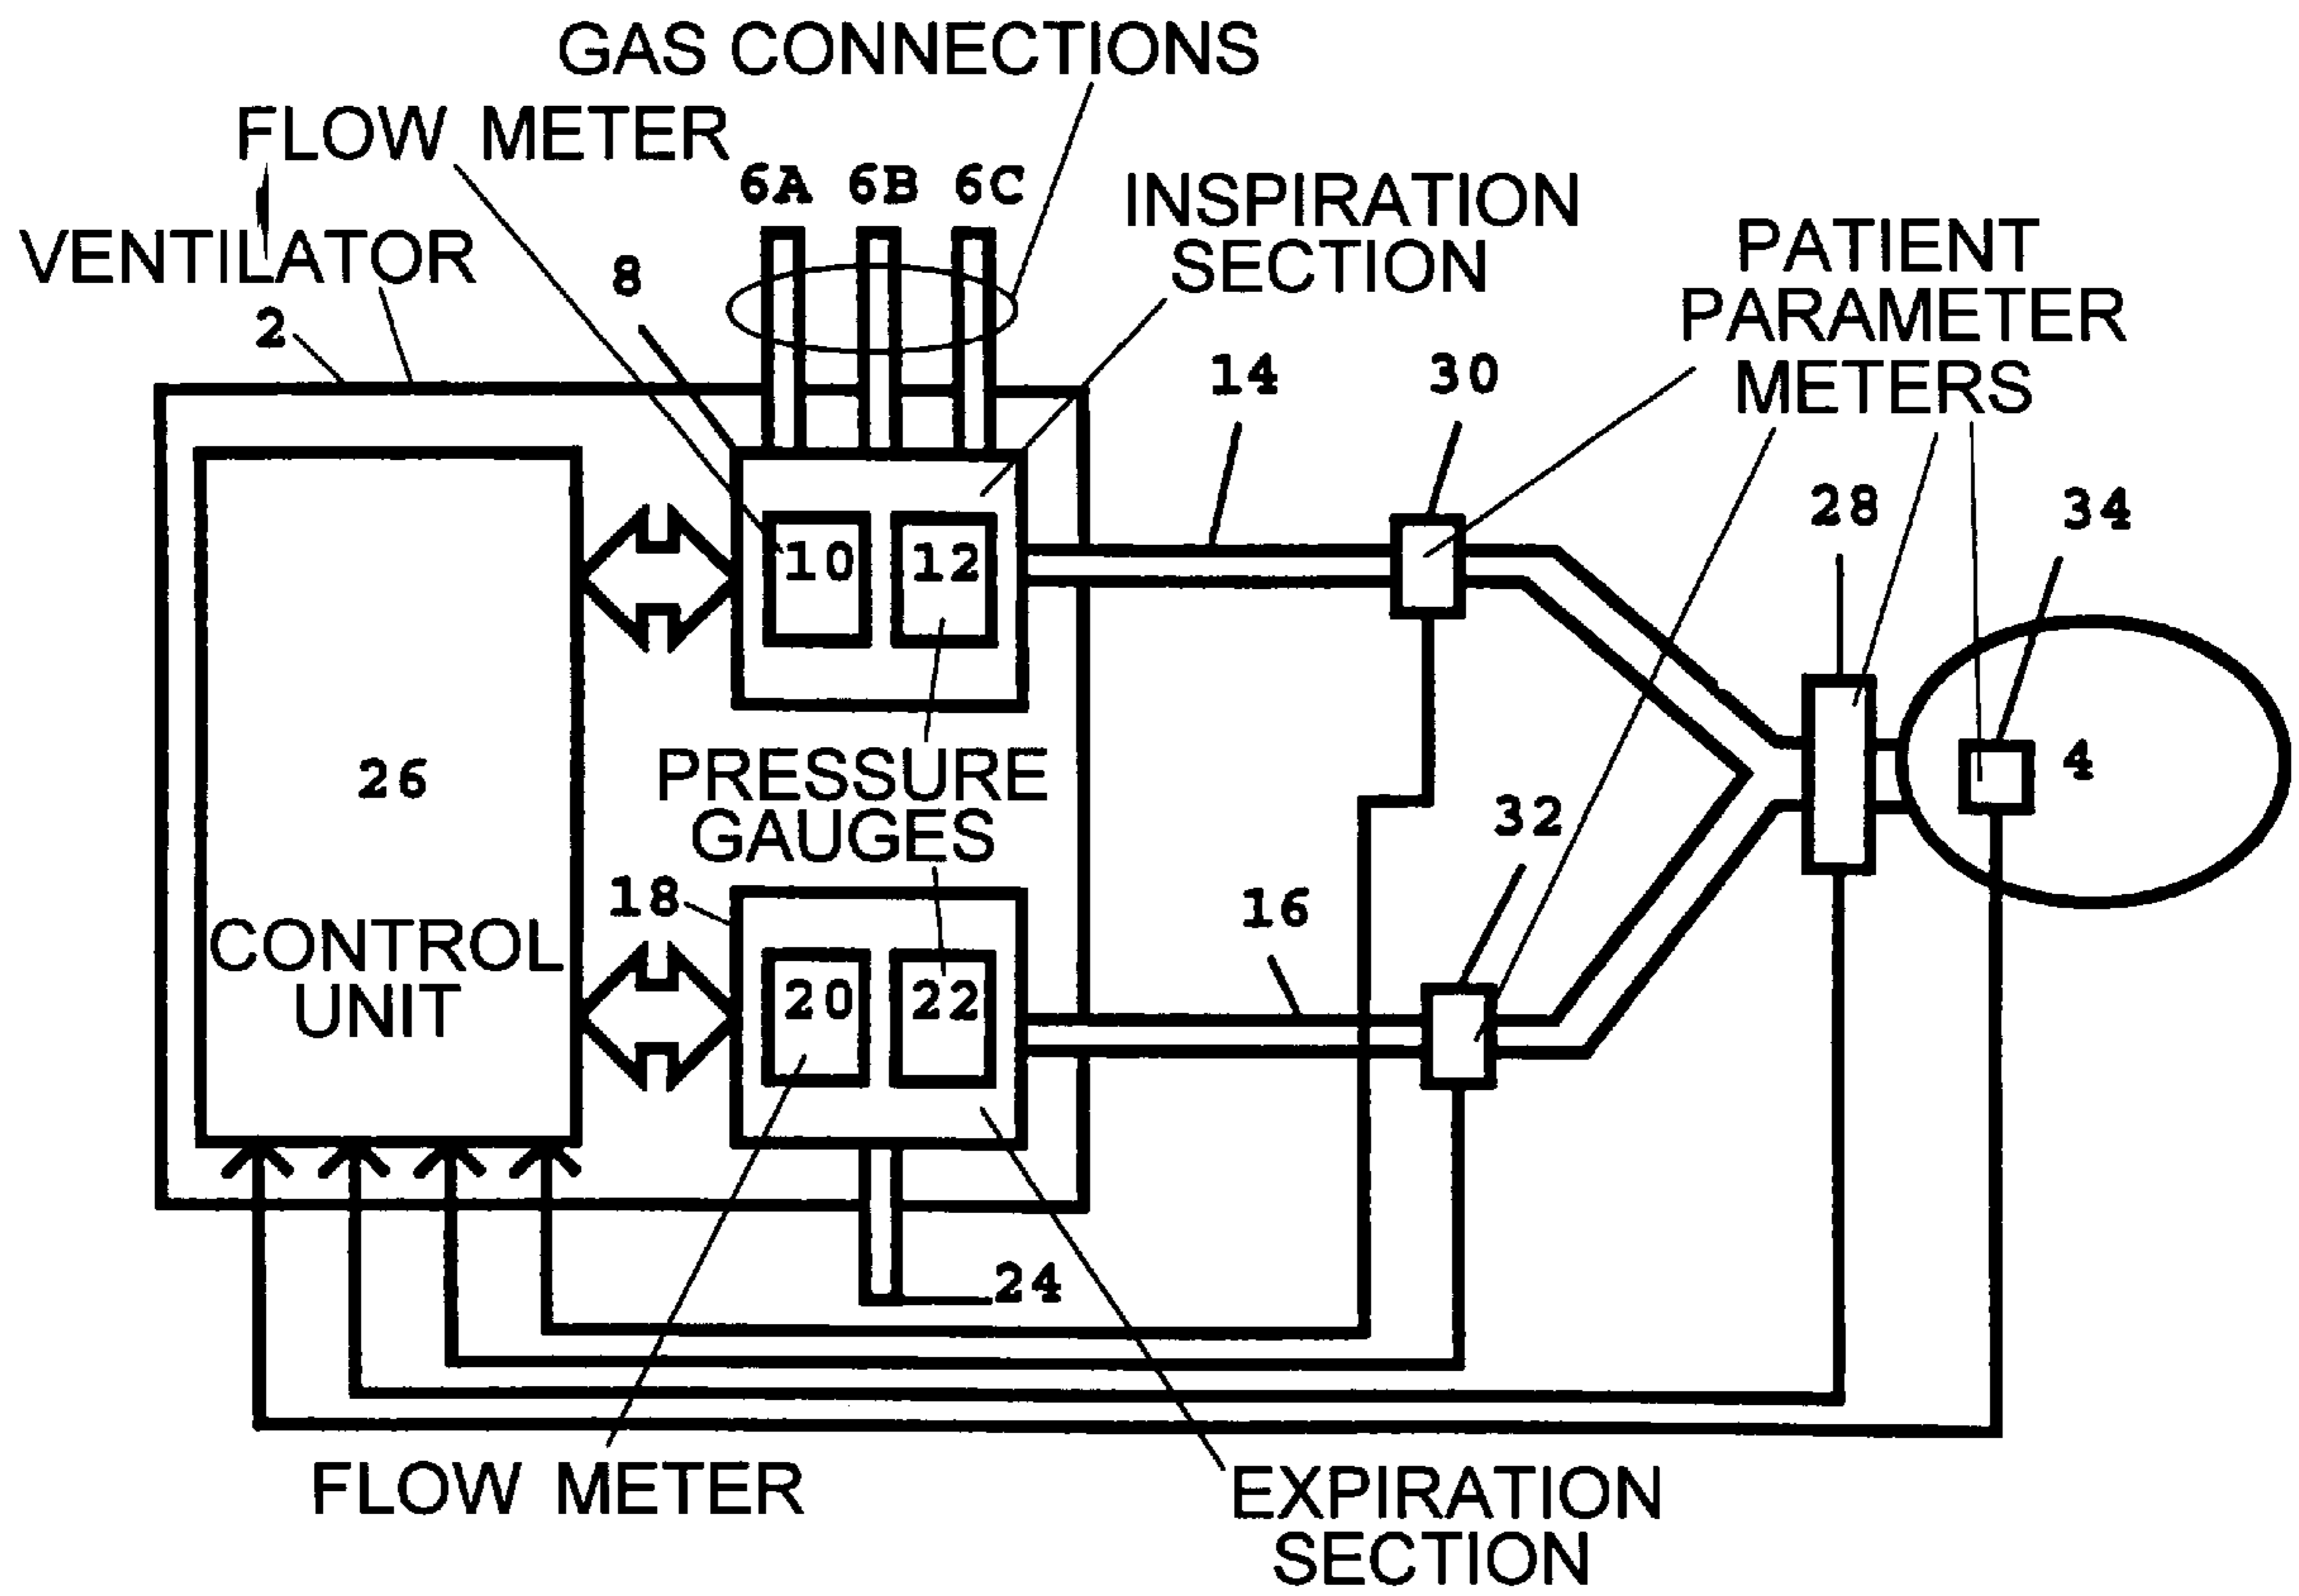 GAS CONNECTIONS
FLOW METER
6A 6B 6C
INSPIRATION
SECTION
VENTILATOR
2
8
PATIENT
PARAMETER
METERS
14
30
28
34
10
12
26
PRESSURE
GAUGES
4
32
18
16
CONTROL
UNIT
20
22
24
FLOW METER
EXPIRATION
SECTION